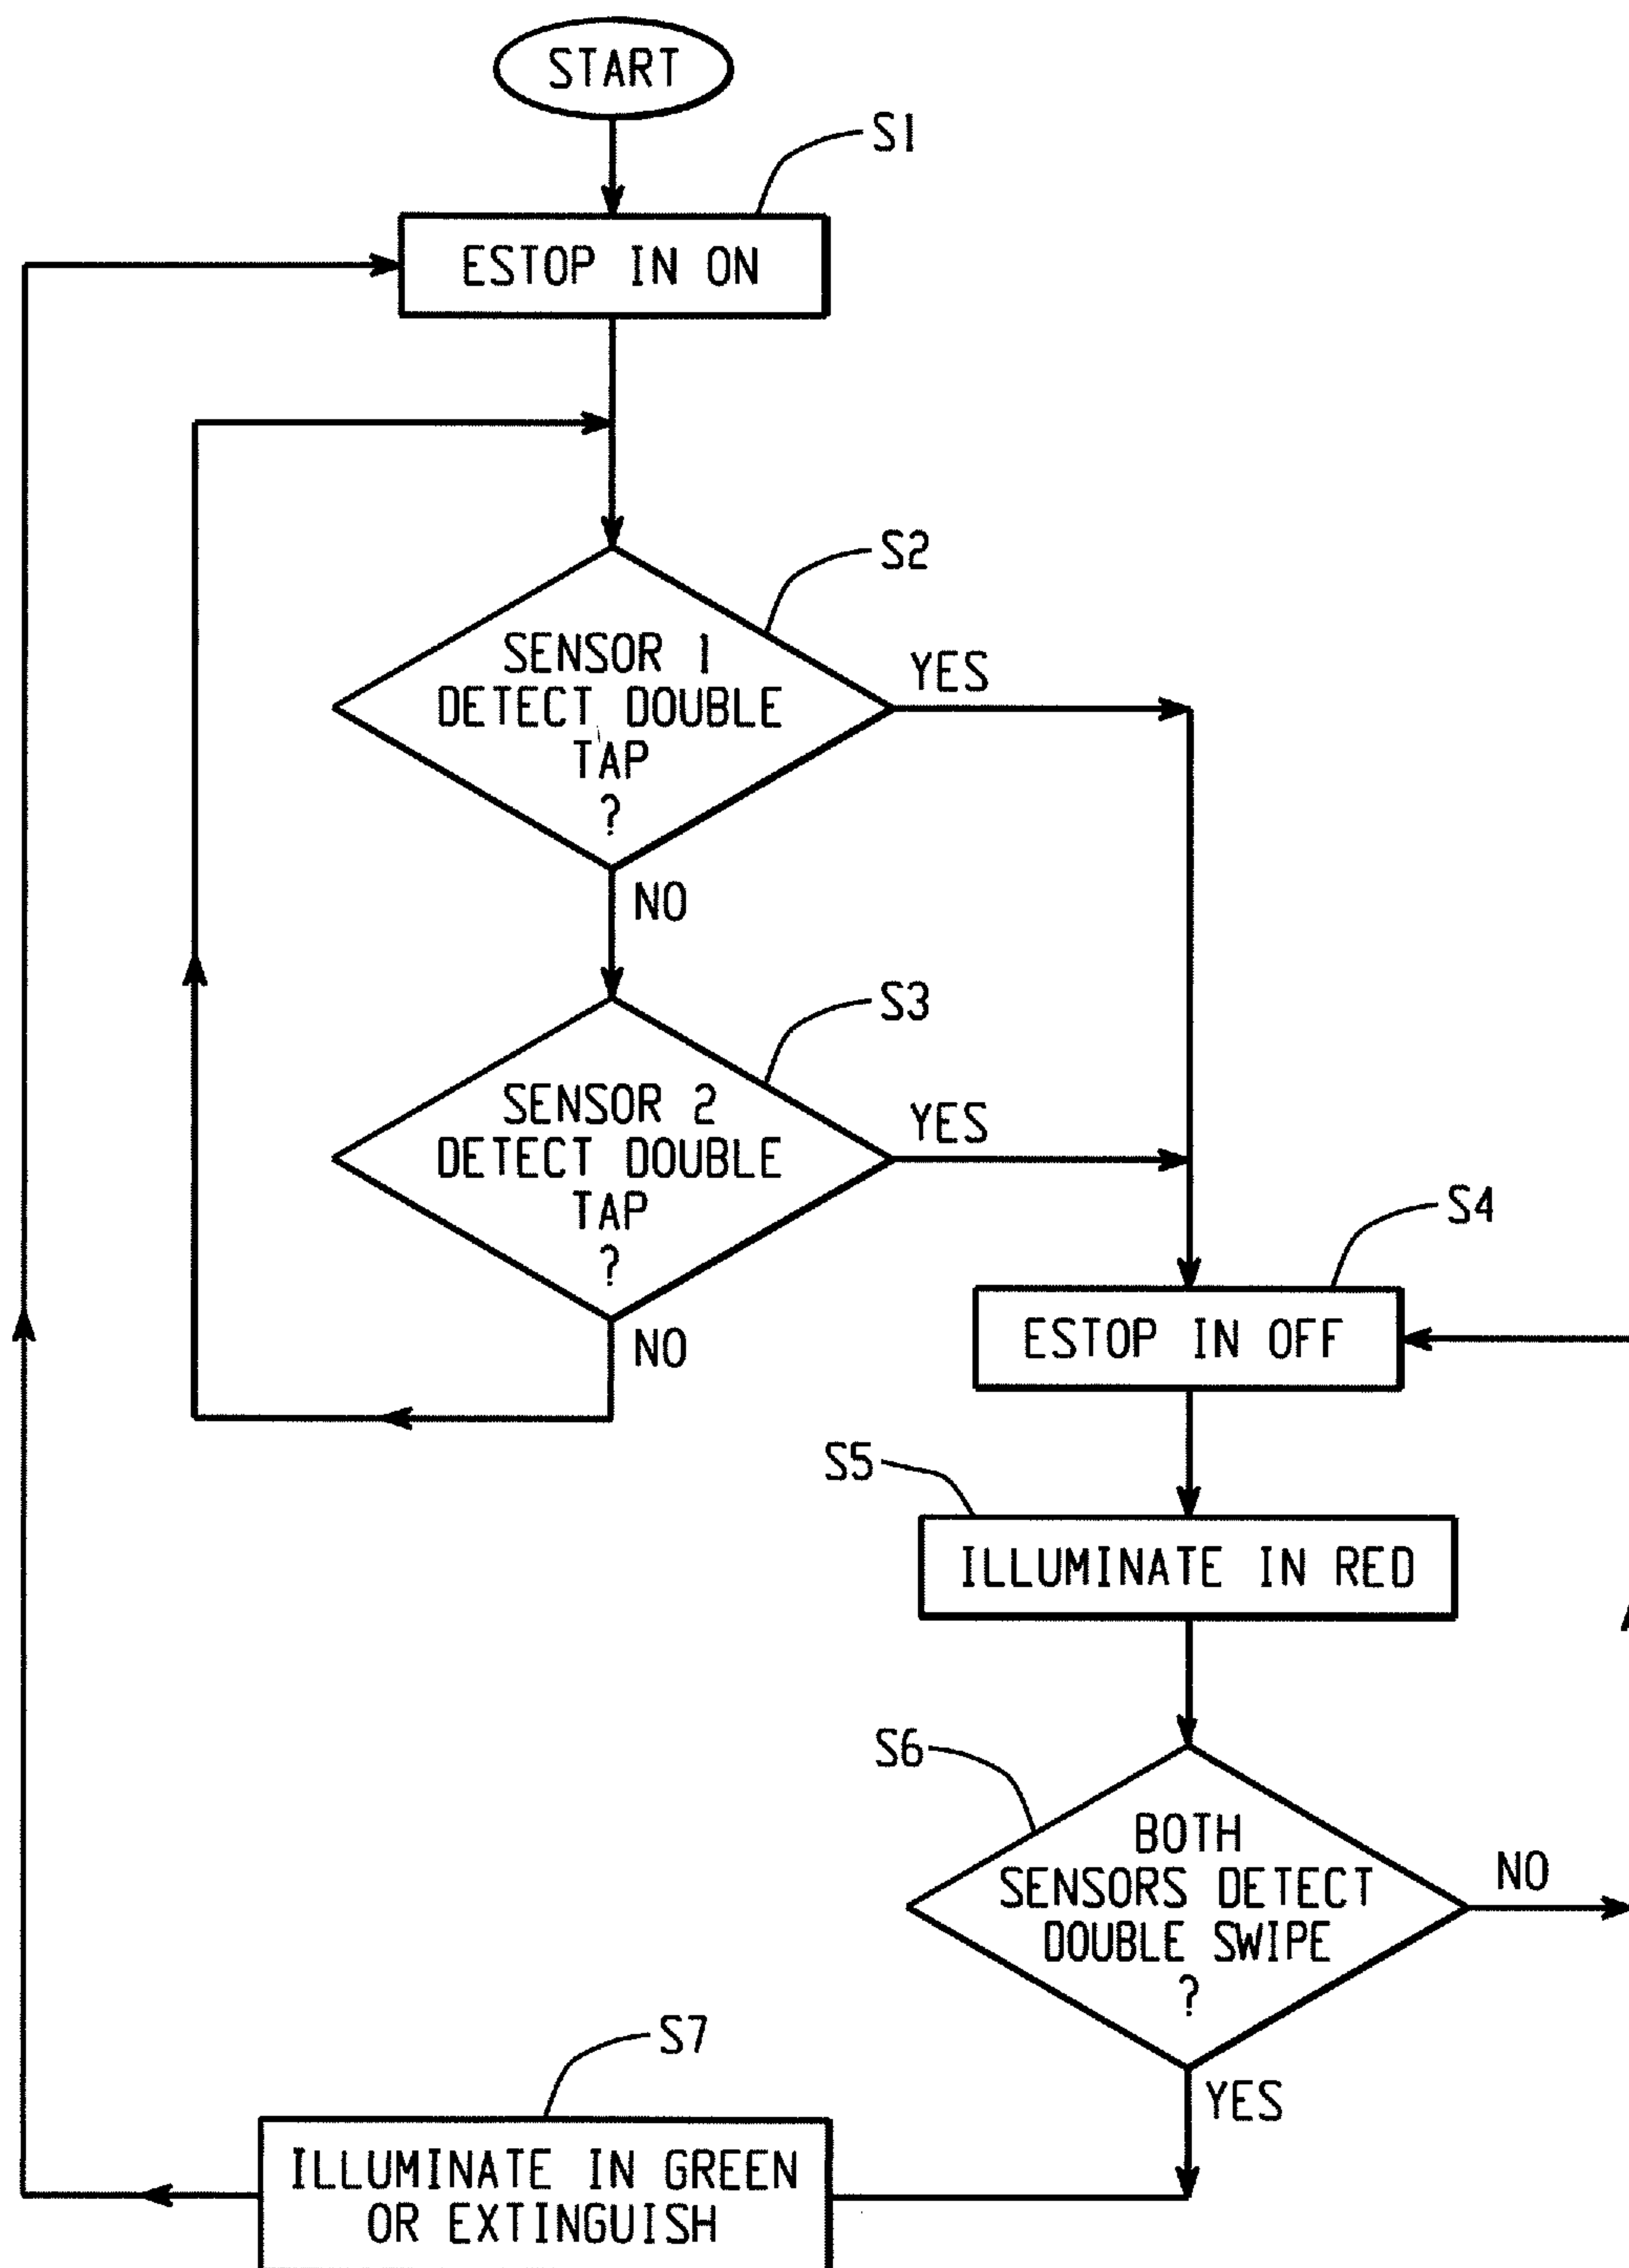 START
S1
ESTOP IN ON
S2
SENSOR 1
DETECT DOUBLE
TAP
?
YES
NO
S3
SENSOR 2
DETECT DOUBLE
TAP
?
YES
NO
S4
ESTOP IN OFF
S5
ILLUMINATE IN RED
S6
BOTH
SENSORS DETECT
DOUBLE SWIPE
?
NO
YES
S7
ILLUMINATE IN GREEN
OR EXTINGUISH